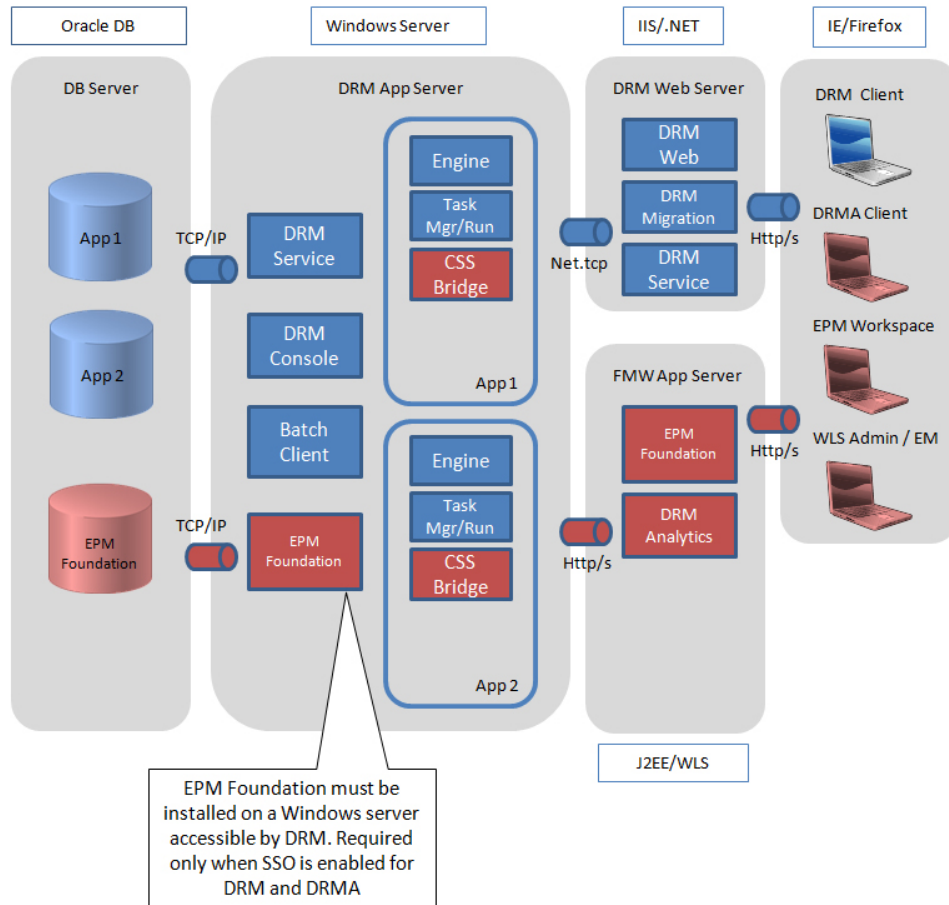 Oracle DB
Windows Server
IIS/.NET
IE/Firefox
DB Server
App 1
App 2
EPM
Foundation
TCP/IP
TCP/IP
DRM App Server
DRM
Service
DRM
Console
Batch
Client
EPM
Foundation
Engine
Task
Mgr/Run
CSS
Bridge
App 1
Engine
Task
Mgr/Run
CSS
Bridge
App 2
Net.tcp
Http/s
DRM Web Server
DRM
Web
DRM
Migration
DRM
Service
FMW App Server
EPM
Foundation
DRM
Analytics
J2EE/WLS
Http/s
Http/s
DRM Client
DRMA Client
EPM Workspace
WLS Admin / EM
EPM Foundation must be
installed on a Windows server
accessible by DRM. Required
only when SSO is enabled for
DRM and DRMA